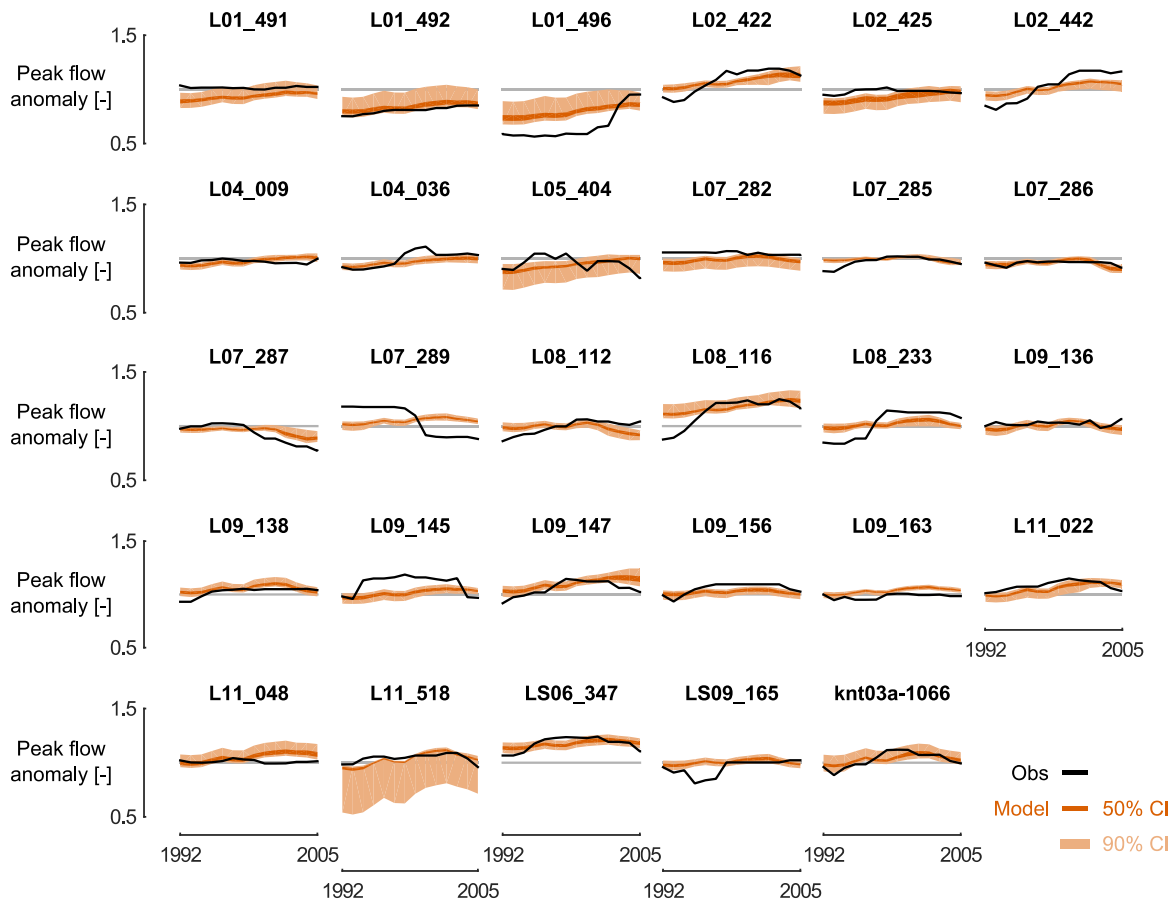 L01_491 L01_492 L01_496 L02_422 L02_425 L02_442
1.5
Peak flow
anomaly [-]
0.5
L04_009 L04_036 L05_404 L07_282 L07_285 L07_286
1.5
Peak flow
anomaly [-]
0.5
L07_287 L07_289 L08_112 L08_116 L08_233 L09_136
1.5
Peak flow
anomaly [-]
0.5
L09_138 L09_145 L09_147 L09_156 L09_163 L11_022
1.5
Peak flow
anomaly [-]
0.5
1992 2005
L11_048 L11_518 LS06_347 LS09_165 knt03a-1066
1.5
Peak flow
anomaly [-]
0.5
Obs
Model 50% CI
90% CI
1992 2005 1992 2005 1992 2005
1992 2005 1992 2005